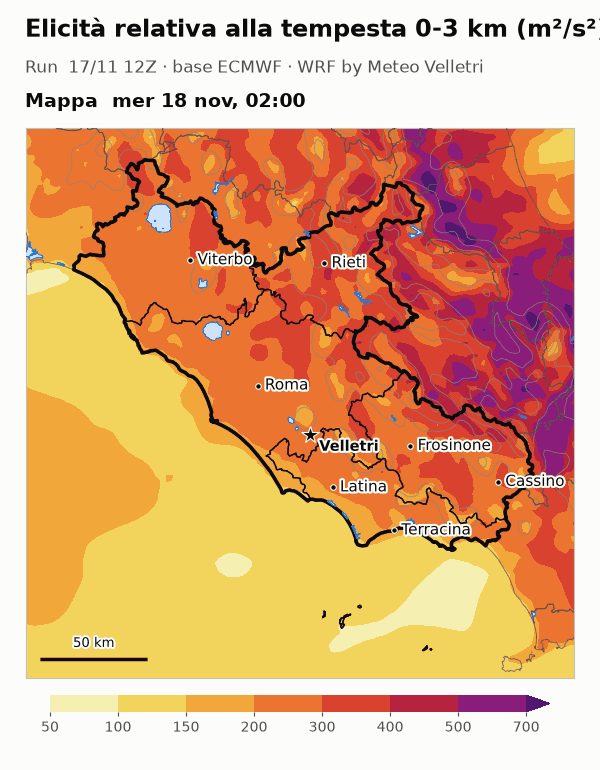 Elicità relativa alla tempesta 0-3 km (m²/s²)
Run 17/11 12Z · base ECMWF · WRF by Meteo Velletri
Mappa mer 18 nov, 02:00
Viterbo
Rieti
Roma
Velletri
Frosinone
Cassino
Latina
Terracina
50 km
50 100 150 200 300 400 500 700